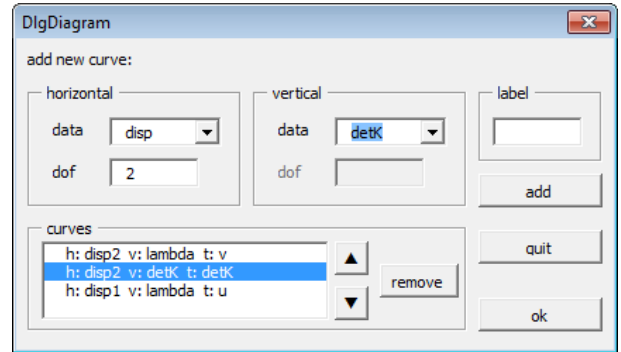 DlgDiagram
add new curve:
horizontal
data disp
dof 2
vertical
data detK
dof
label
add
curves
h: disp2 v: lambda t: v
h: disp2 v: detK t: detK
h: disp1 v: lambda t: u
remove
quit
ok